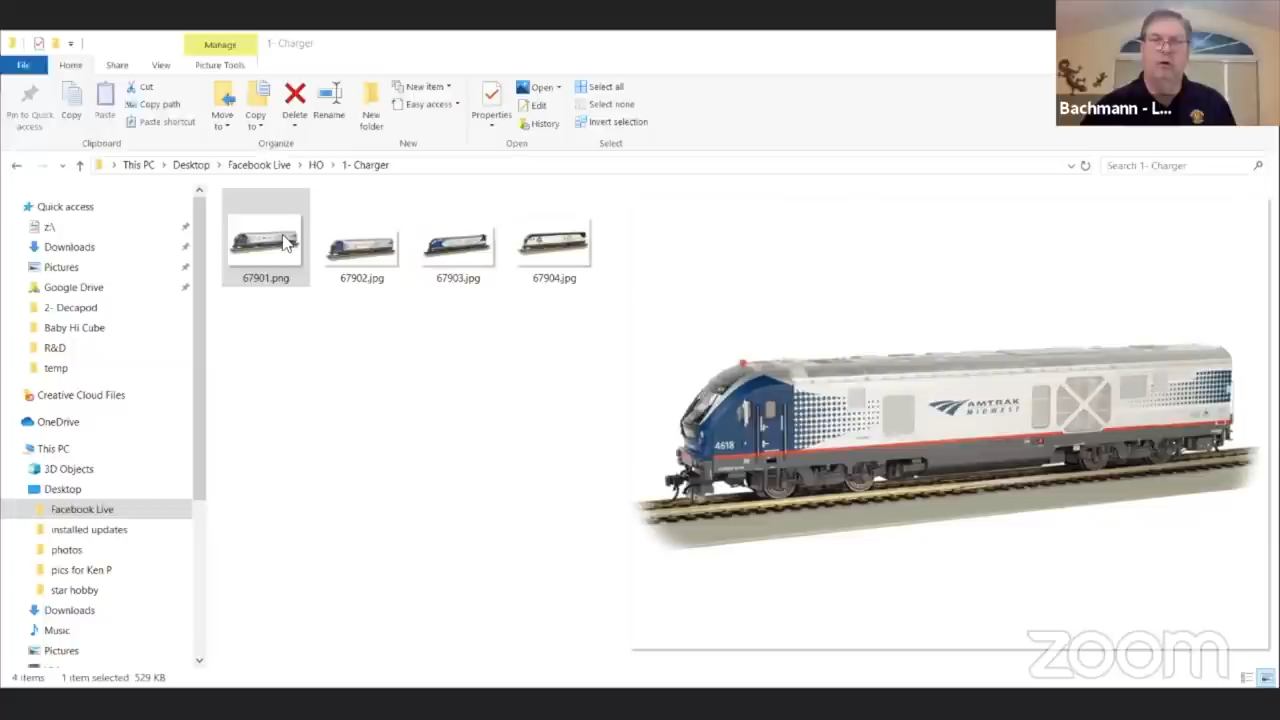 Manage
1- Charger
File
Home
Share
View
Picture Tools
Pin to Quick access
Copy
Paste
Cut
Copy path
Paste shortcut
Move to
Copy to
Delete
Rename
New folder
New item
Easy access
Properties
Open
Edit
History
Select all
Select none
Invert selection
Clipboard
Organize
New
Open
Select
Bachmann - L...
This PC > Desktop > Facebook Live > HO > 1- Charger
Search 1- Charger
Quick access
z:\
Downloads
Pictures
Google Drive
2- Decapod
Baby Hi Cube
R&D
temp
Creative Cloud Files
OneDrive
This PC
3D Objects
Desktop
Facebook Live
installed updates
photos
pics for Ken P
star hobby
Downloads
Music
Pictures
67901.png
67902.jpg
67903.jpg
67904.jpg
AMTRAK
MIDWEST
4618
zoom
4 items
1 item selected 529 KB